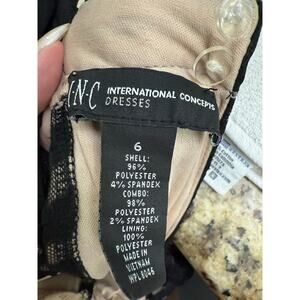 I·N·C INTERNATIONAL CONCEPTS
DRESSES
6
SHELL:
96%
POLYESTER
4% SPANDEX
COMBO:
98%
POLYESTER
2% SPANDEX
LINING:
100%
POLYESTER
MADE IN
VIETNAM
WPL 8046